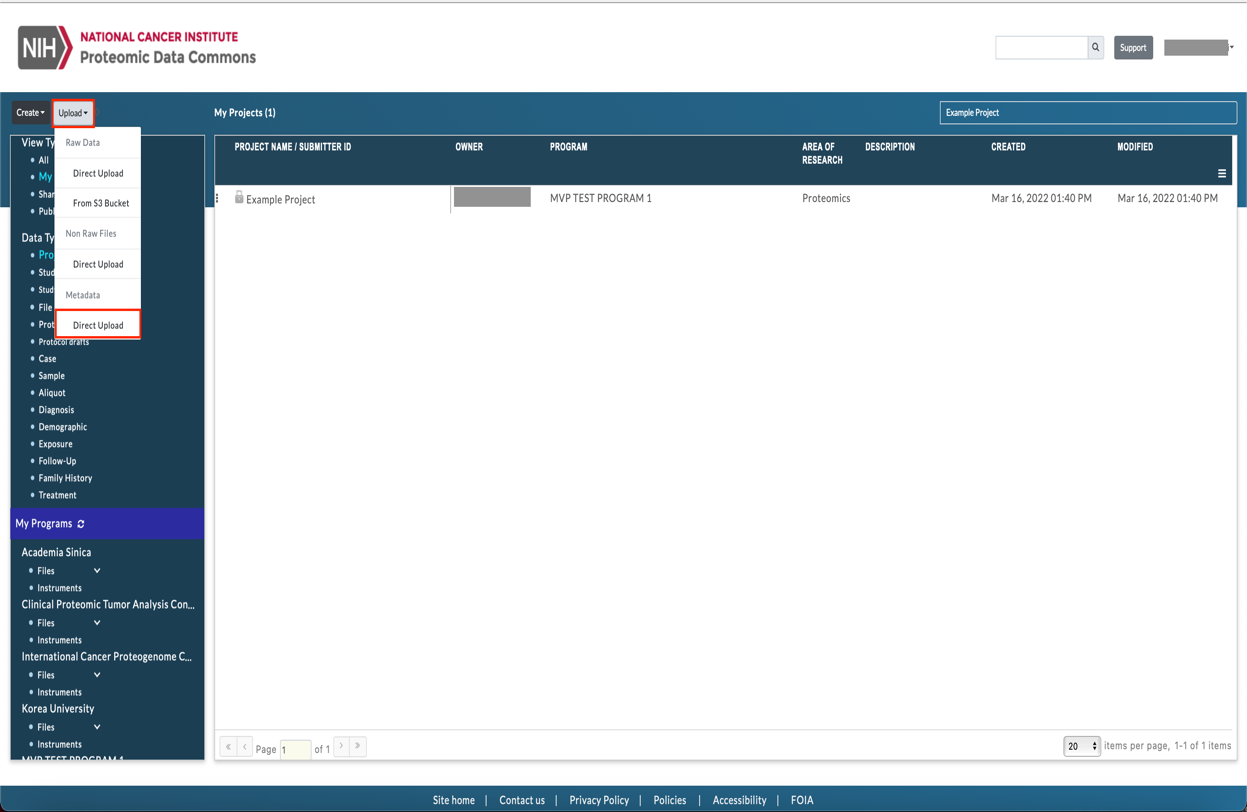 NIH NATIONAL CANCER INSTITUTE
Proteomic Data Commons
Support
Create
Upload
My Projects (1)
Example Project
View Ty
All
My
Shar
Publ
Data Ty
Pro
Stud
Stud
File
Prot
Protocol drafts
Case
Sample
Aliquot
Diagnosis
Demographic
Exposure
Follow-Up
Family History
Treatment
Raw Data
Direct Upload
From S3 Bucket
Non Raw Files
Direct Upload
Metadata
Direct Upload
My Programs
Academia Sinica
Files
Instruments
Clinical Proteomic Tumor Analysis Con...
Files
Instruments
International Cancer Proteogenome C...
Files
Instruments
Korea University
Files
Instruments
MVP TEST PROGRAM 1
PROJECT NAME / SUBMITTER ID OWNER PROGRAM AREA OF RESEARCH DESCRIPTION CREATED MODIFIED
Example Project MVP TEST PROGRAM 1 Proteomics Mar 16, 2022 01:40 PM Mar 16, 2022 01:40 PM
« ‹ Page 1 of 1 › »
20 items per page, 1-1 of 1 items
Site home | Contact us | Privacy Policy | Policies | Accessibility | FOIA